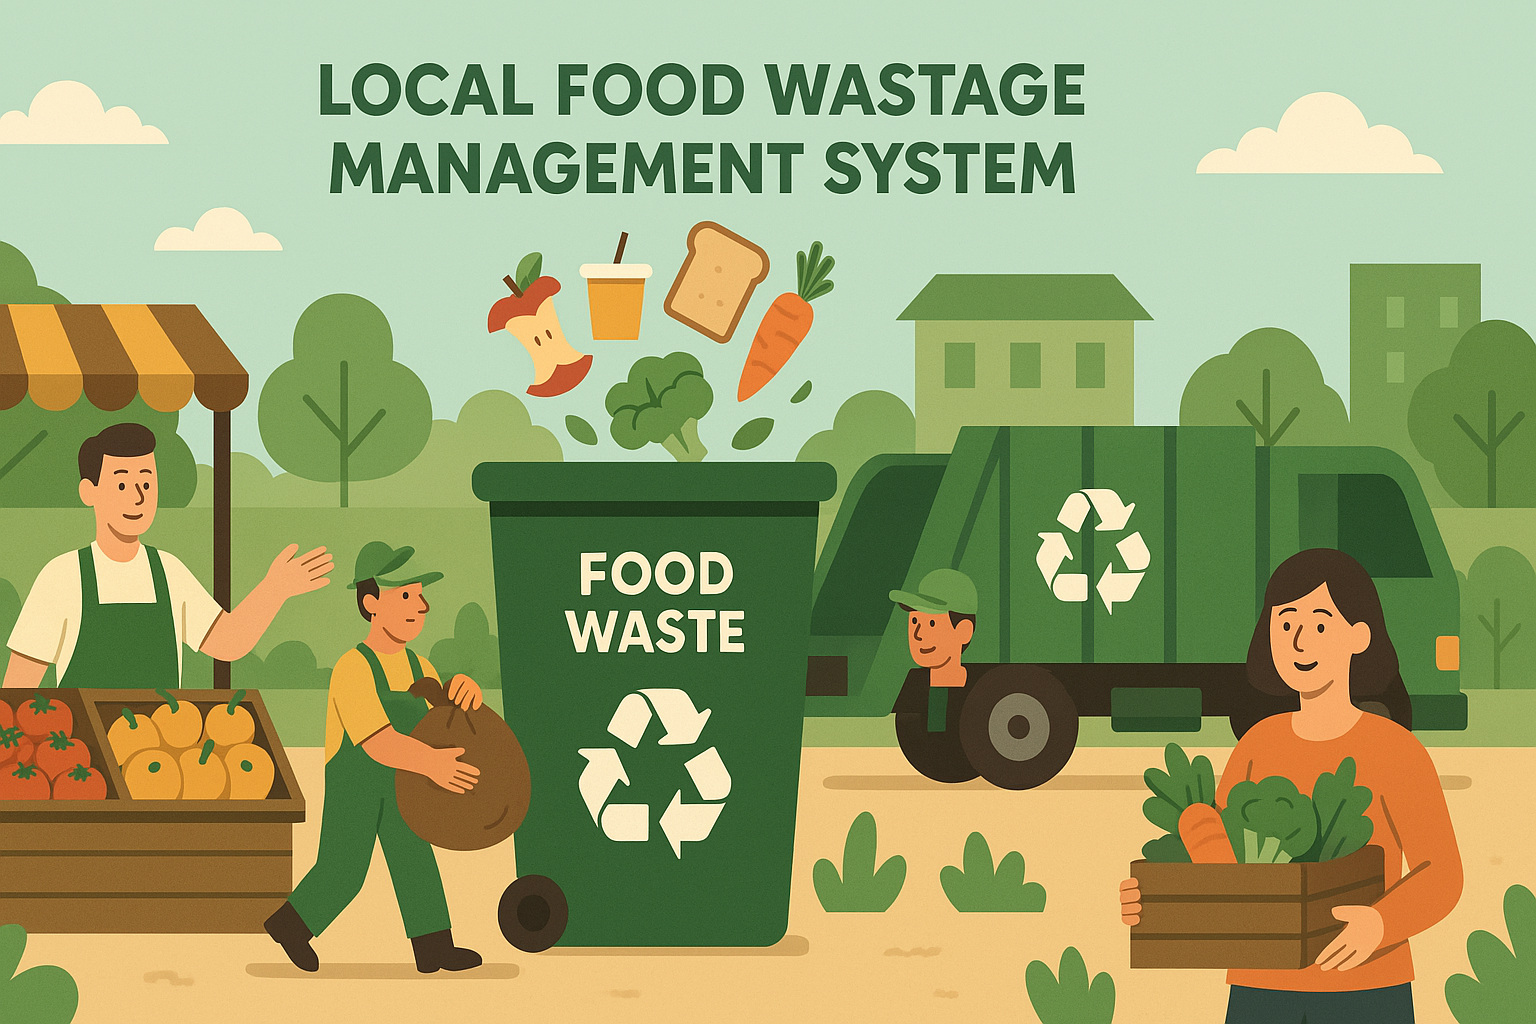 LOCAL FOOD WASTAGE
MANAGEMENT SYSTEM
FOOD
WASTE